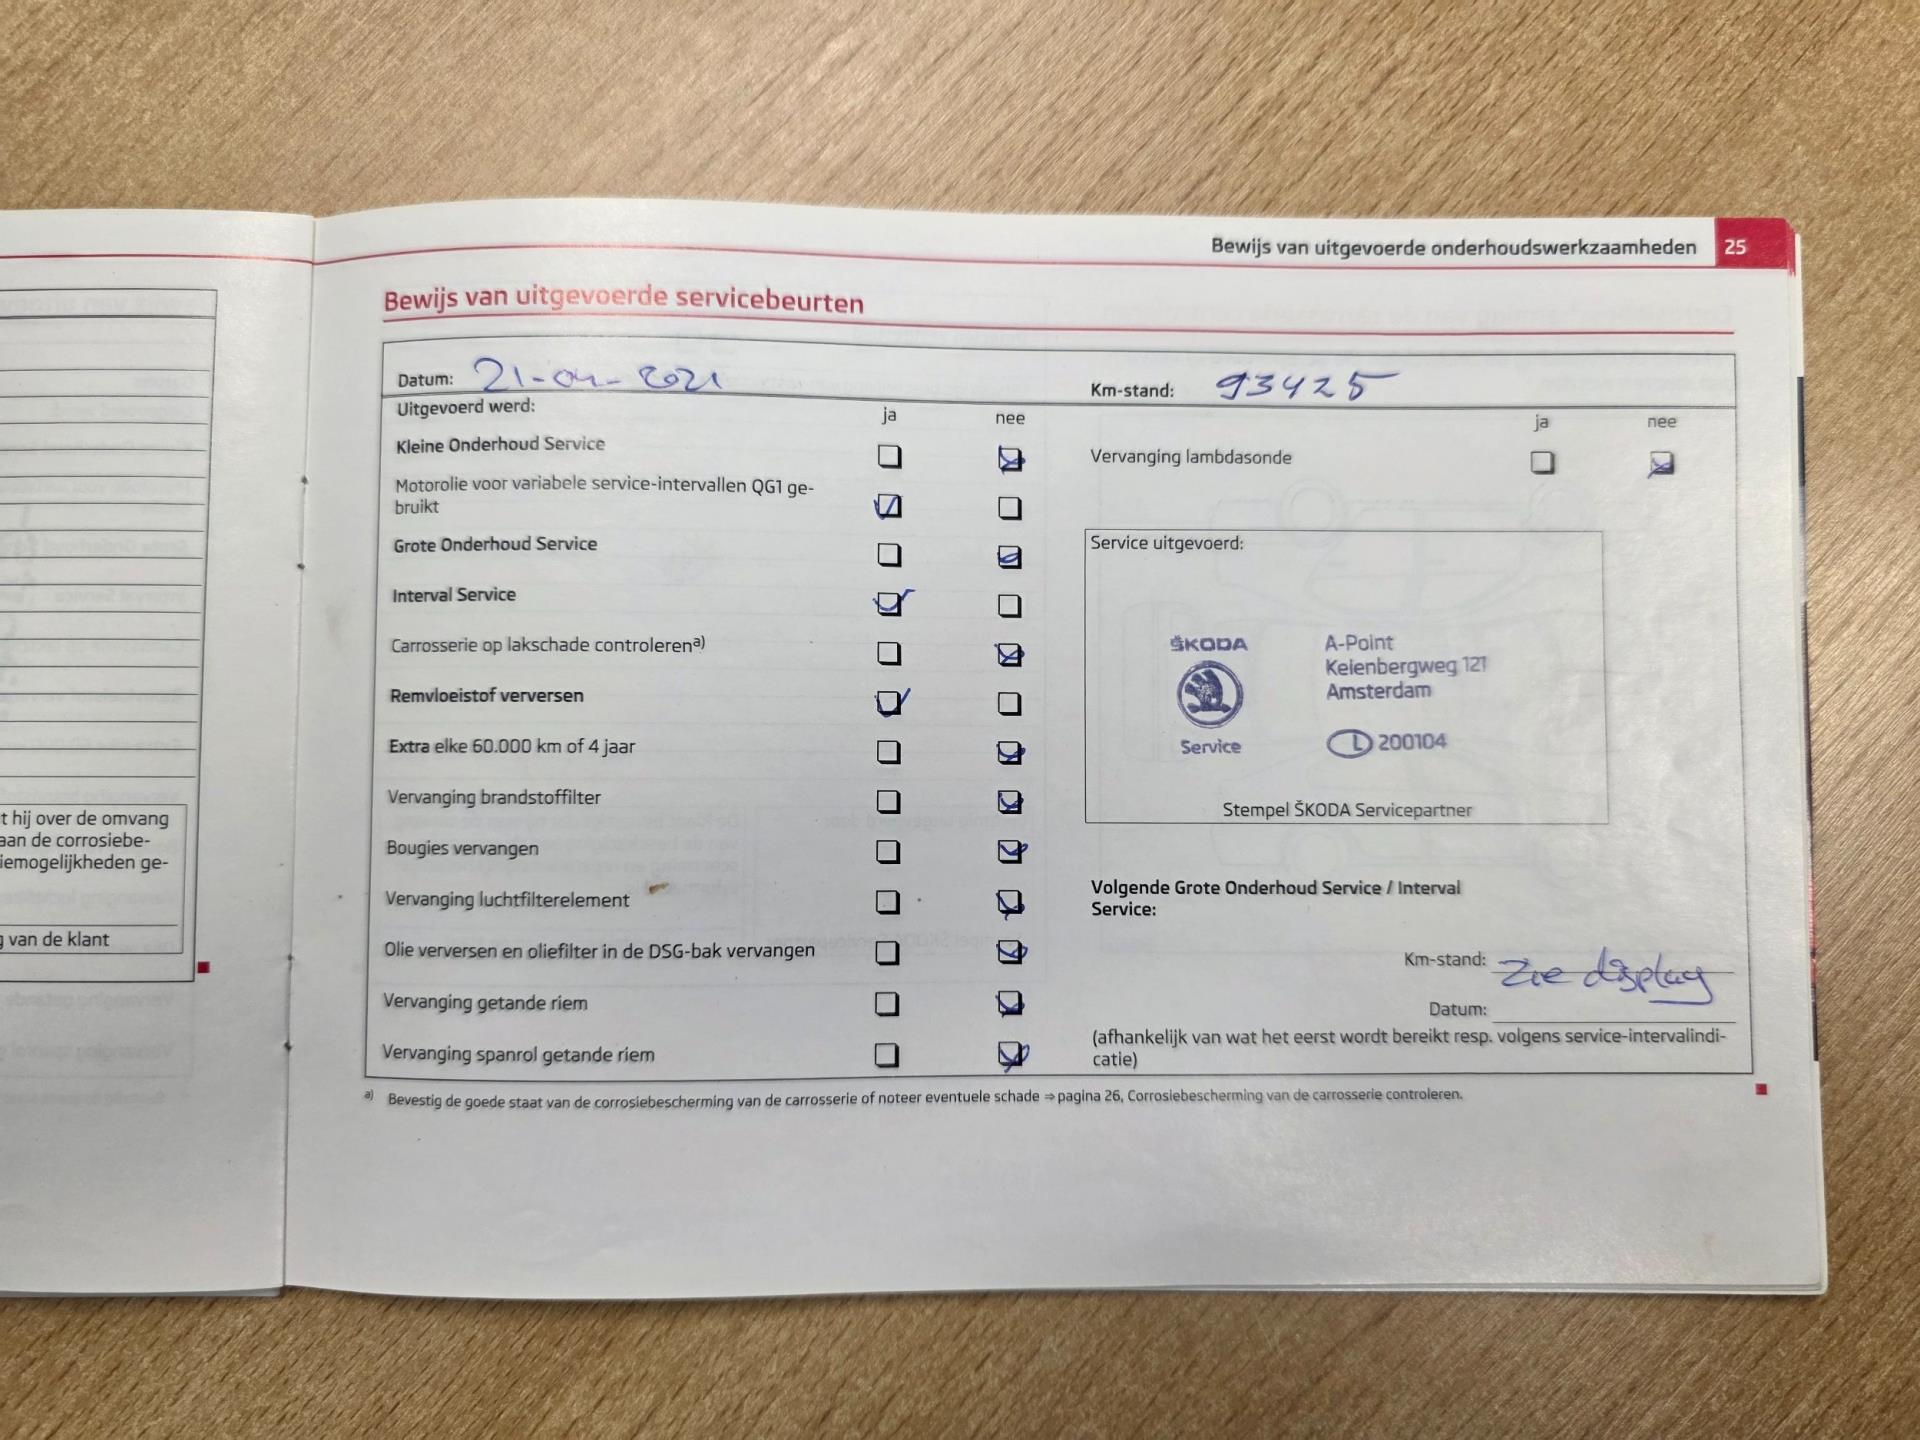 Bewijs van uitgevoerde onderhoudswerkzaamheden 25
Bewijs van uitgevoerde servicebeurten
Datum: 21-04-2021
Km-stand: 93425
Uitgevoerd werd:
ja nee
Kleine Onderhoud Service
Motorolie voor variabele service-intervallen QG1 ge-
bruikt
Grote Onderhoud Service
Interval Service
Carrosserie op lakschade controleren a)
Remvloeistof verversen
Extra elke 60.000 km of 4 jaar
Vervanging brandstoffilter
Bougies vervangen
Vervanging luchtfilterelement
Olie verversen en oliefilter in de DSG-bak vervangen
Vervanging getande riem
Vervanging spanrol getande riem
ja nee
Vervanging lambdasonde
Service uitgevoerd:
ŠKODA
Service
A-Point
Keienbergweg 121
Amsterdam
L 200104
Stempel ŠKODA Servicepartner
Volgende Grote Onderhoud Service / Interval
Service:
Km-stand: zie display
Datum:
(afhankelijk van wat het eerst wordt bereikt resp. volgens service-intervalindi-
catie)
a) Bevestig de goede staat van de corrosiebescherming van de carrosserie of noteer eventuele schade ⇒ pagina 26, Corrosiebescherming van de carrosserie controleren.
t hij over de omvang
aan de corrosiebe-
iemogelijkheden ge-
g van de klant